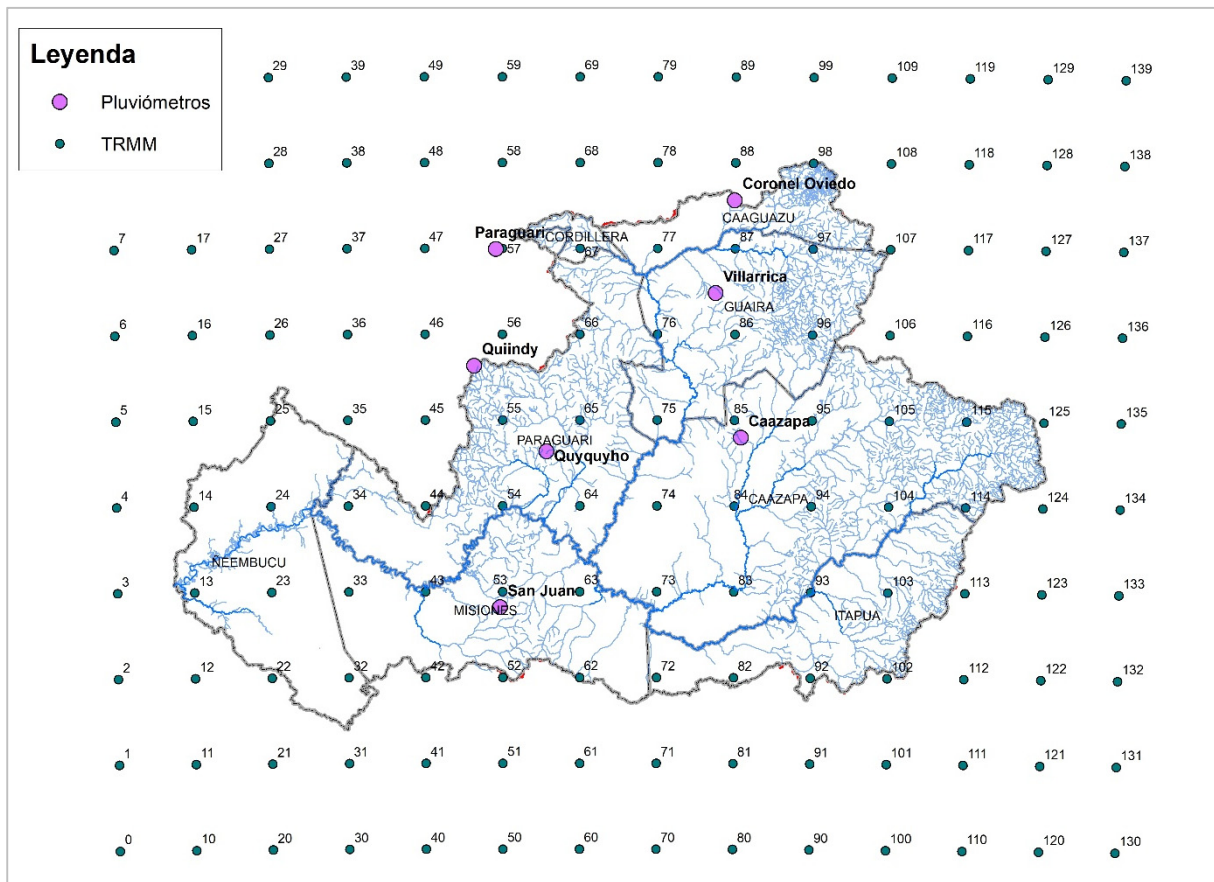 Leyenda
Pluviómetros
TRMM
29 39 49 59 69 79 89 99 109 119 129 139
28 38 48 58 68 78 88 98 108 118 128 138
Coronel Oviedo
CAAGUAZU
Paraguari
CORDILLERA
7 17 27 37 47 57 67 77 87 97 107 117 127 137
Villarrica
GUAIRA
6 16 26 36 46 56 66 76 86 96 106 116 126 136
Quiindy
5 15 25 35 45 55 65 75 85 95 105 115 125 135
Caazapa
PARAGUARI
Quyquyho
4 14 24 34 44 54 64 74 84 94 104 114 124 134
CAAZAPA
ÑEEMBUCU
3 13 23 33 43 53 63 73 83 93 103 113 123 133
San Juan
MISIONES
ITAPUA
2 12 22 32 42 52 62 72 82 92 102 112 122 132
1 11 21 31 41 51 61 71 81 91 101 111 121 131
0 10 20 30 40 50 60 70 80 90 100 110 120 130